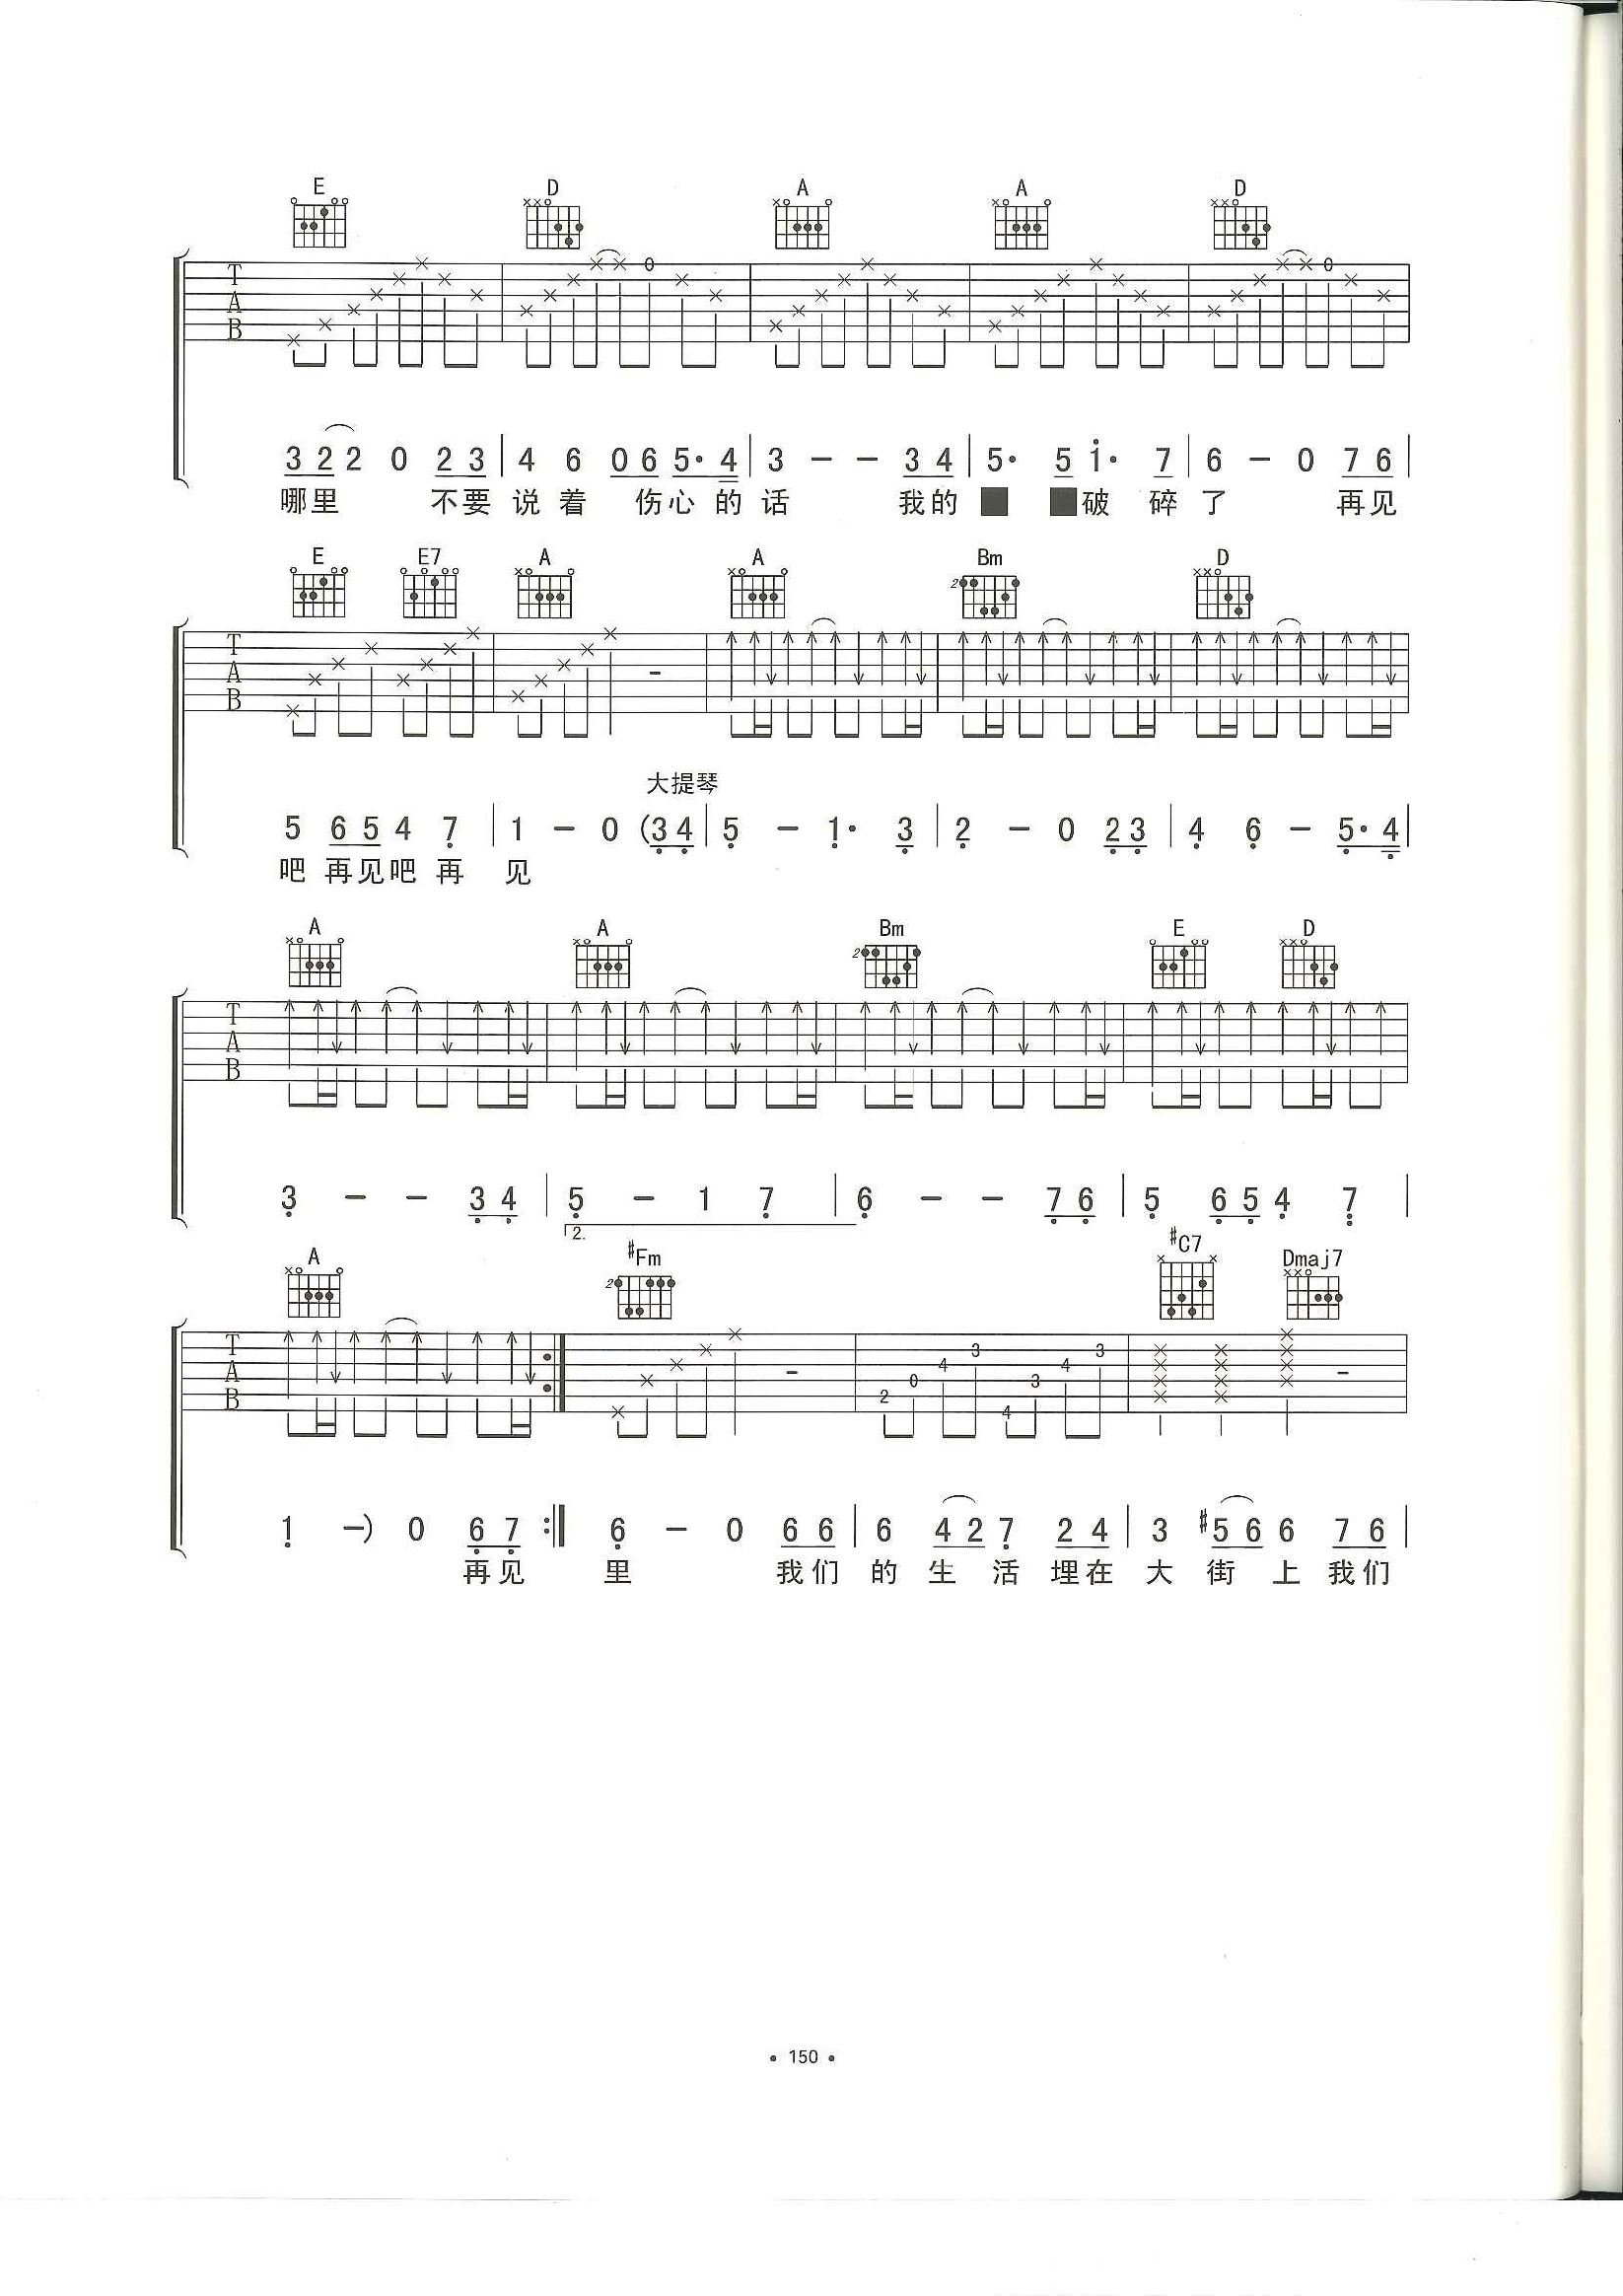 E D A A D
T 0 0
A
B
3 2 2 0 2 3 | 4 6 0 6 5· 4 | 3 - - 3 4 | 5· 5 1· 7 | 6 - 0 7 6 |
哪里 不要 说着 伤心的 话 我的 ■ ■破 碎 了 再见
E E7 A A Bm D
2
T
A
B
大提琴
5 6 5 4 7 | 1 - 0 (3 4 | 5 - 1· 3 | 2 - 0 2 3 | 4 6 - 5· 4 |
吧 再见吧 再 见
A A Bm E D
2
T
A
B
3 - - 3 4 | 5 - 1 7 | 6 - - 7 6 | 5 6 5 4 7 |
2.
A #Fm #C7 Dmaj7
2
T 3 3
A 4 4
0 3
B 2
4
1 -) 0 6 7 :| 6 - 0 6 6 | 6 4 2 7 2 4 | 3 #5 6 6 7 6 |
再见 里 我们 的 生 活 埋在 大 街 上 我们
• 150 •